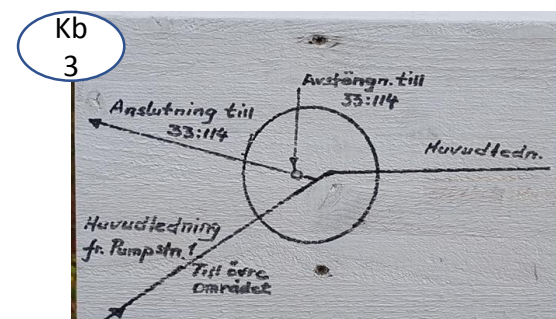 Kb
3
Avstängn. till
33:114
Anslutning till
33:114
Huvudledn.
Huvudledning
fr. Pumpstn. 1
Till övre
området